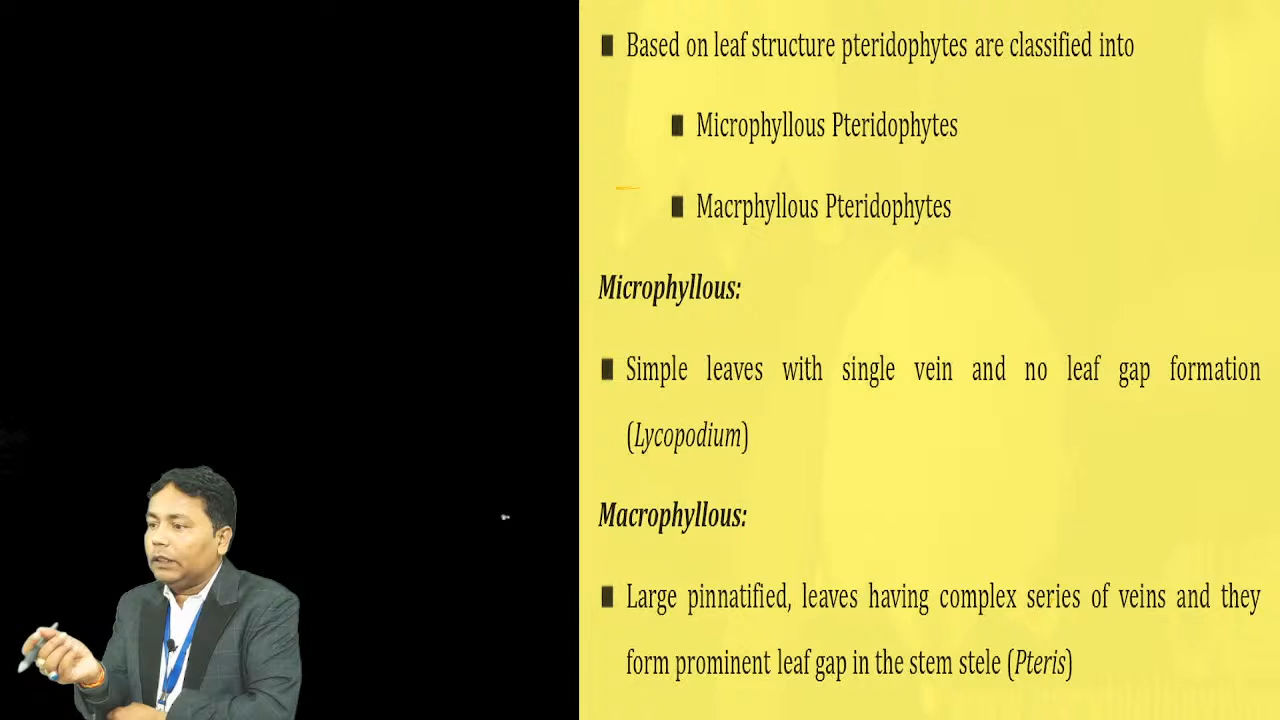 Based on leaf structure pteridophytes are classified into
Microphyllous Pteridophytes
Macrphyllous Pteridophytes
Microphyllous:
Simple leaves with single vein and no leaf gap formation
(Lycopodium)
Macrophyllous:
Large pinnatified, leaves having complex series of veins and they
form prominent leaf gap in the stem stele (Pteris)